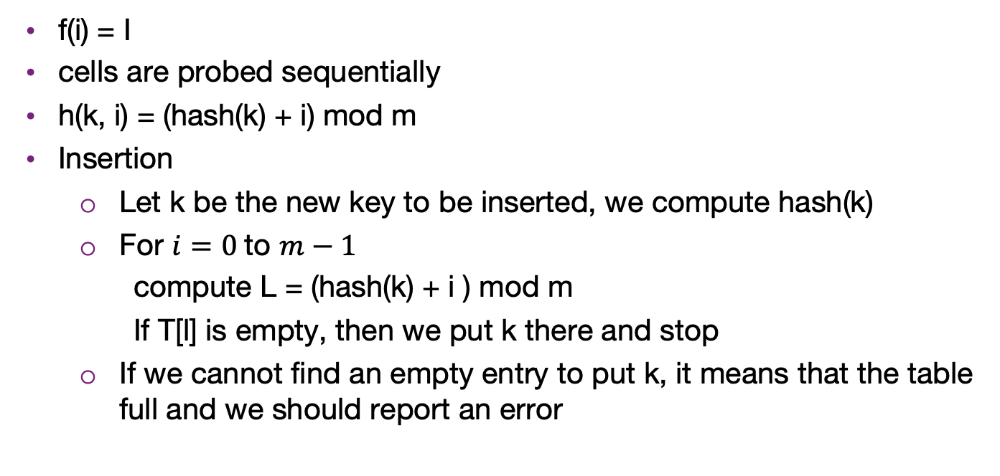 • f(i) = I
• cells are probed sequentially
• h(k, i) = (hash(k) + i) mod m
• Insertion
○ Let k be the new key to be inserted, we compute hash(k)
○ For i = 0 to m − 1
compute L = (hash(k) + i ) mod m
If T[l] is empty, then we put k there and stop
○ If we cannot find an empty entry to put k, it means that the table
full and we should report an error